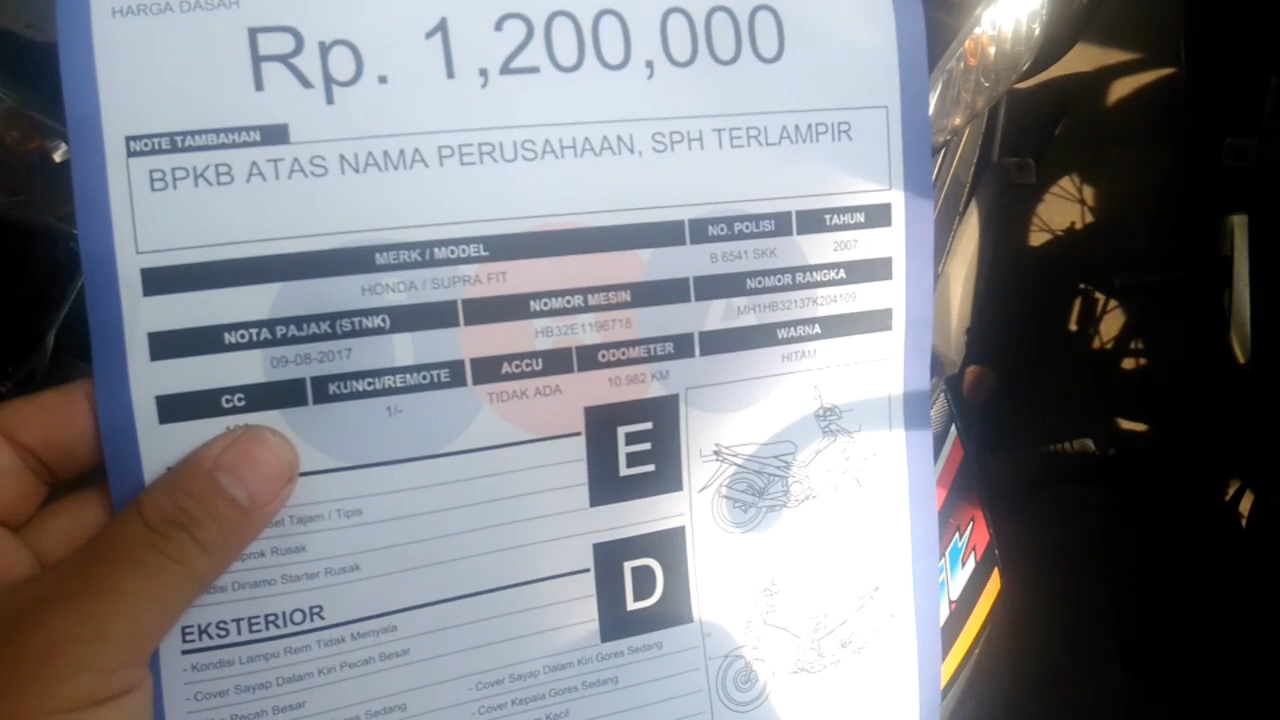 HARGA DASAR
Rp. 1,200,000
NOTE TAMBAHAN
BPKB ATAS NAMA PERUSAHAAN, SPH TERLAMPIR
MERK / MODEL NO. POLISI TAHUN
HONDA / SUPRA FIT B 6541 SKK 2007
NOTA PAJAK (STNK) NOMOR MESIN NOMOR RANGKA
09-08-2017 HB32E1196718 MH1HB32137K204109
CC KUNCI/REMOTE ACCU ODOMETER WARNA
1/- TIDAK ADA 10.982 KM HITAM
E
Tajam / Tipis
Rusak
Dinamo Starter Rusak
D
EKSTERIOR
- Kondisi Lampu Rem Tidak Menyala
- Cover Sayap Dalam Kiri Pecah Besar
- Cover Sayap Dalam Kiri Gores Sedang
Pecah Besar
- Cover Kepala Gores Sedang
Gores Sedang
Kecil